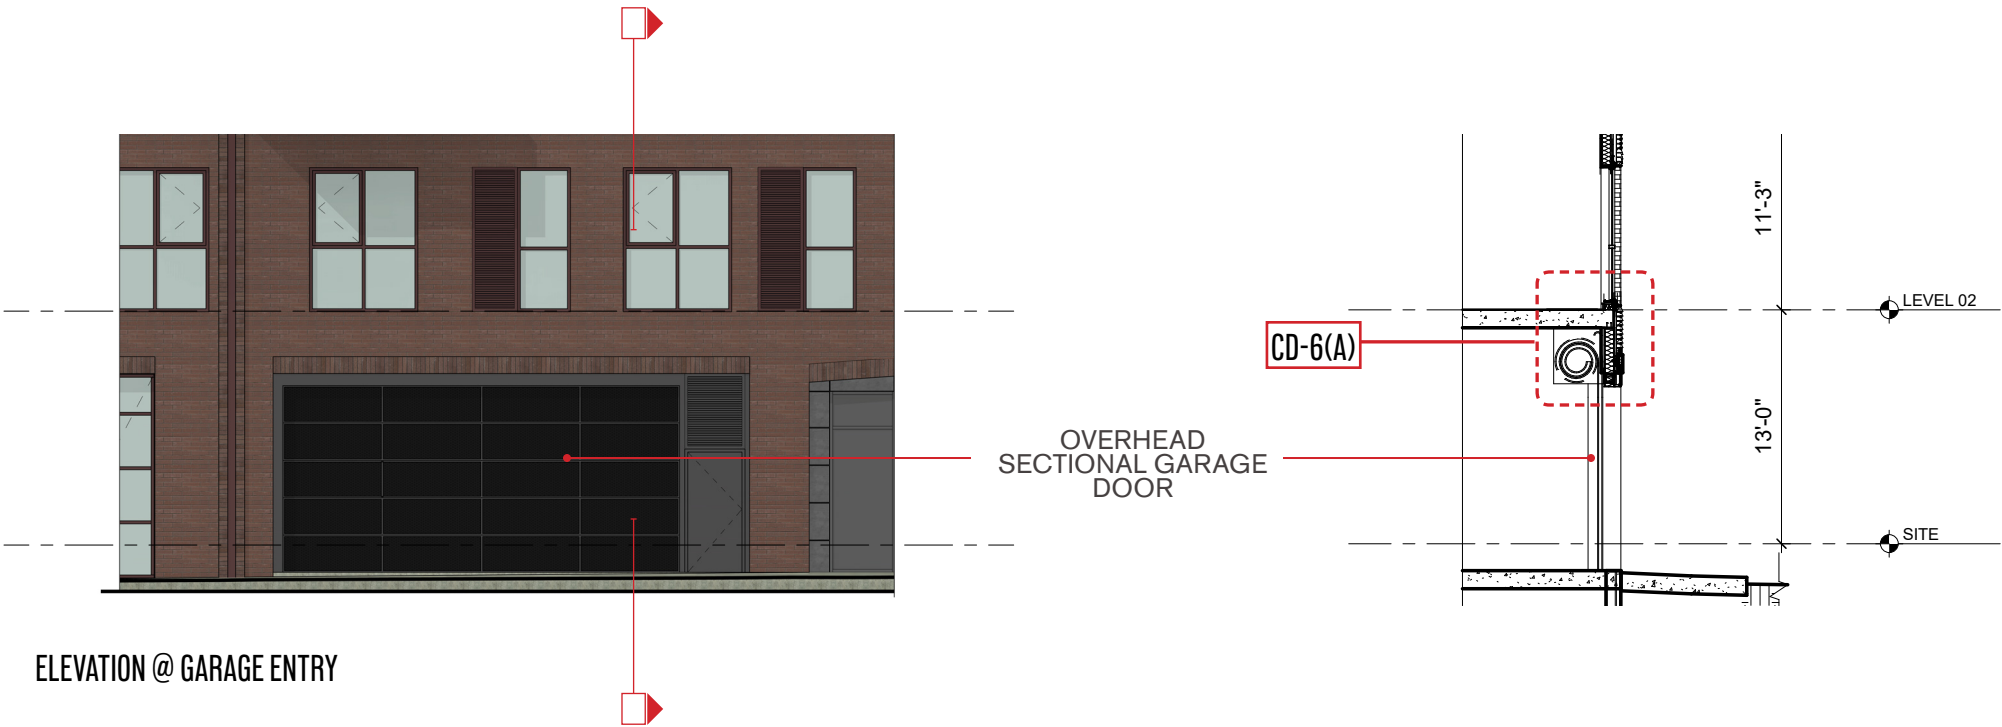 11'-3"
LEVEL 02
CD-6(A)
13'-0"
OVERHEAD
SECTIONAL GARAGE
DOOR
SITE
ELEVATION @ GARAGE ENTRY